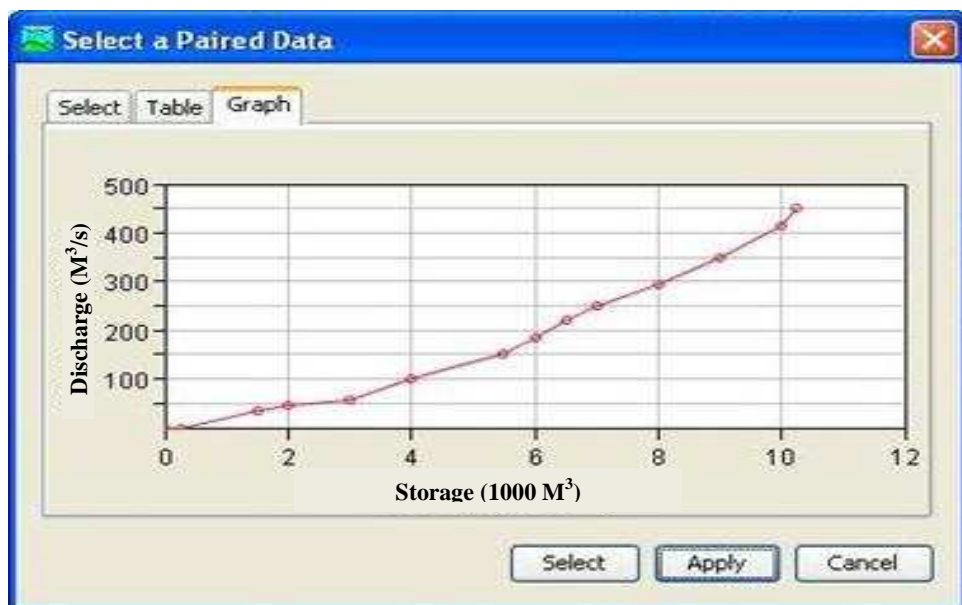 Select a Paired Data
Select Table Graph
500
400
300
200
100
0 2 4 6 8 10 12
Discharge (M³/s)
Storage (1000 M³)
Select Apply Cancel